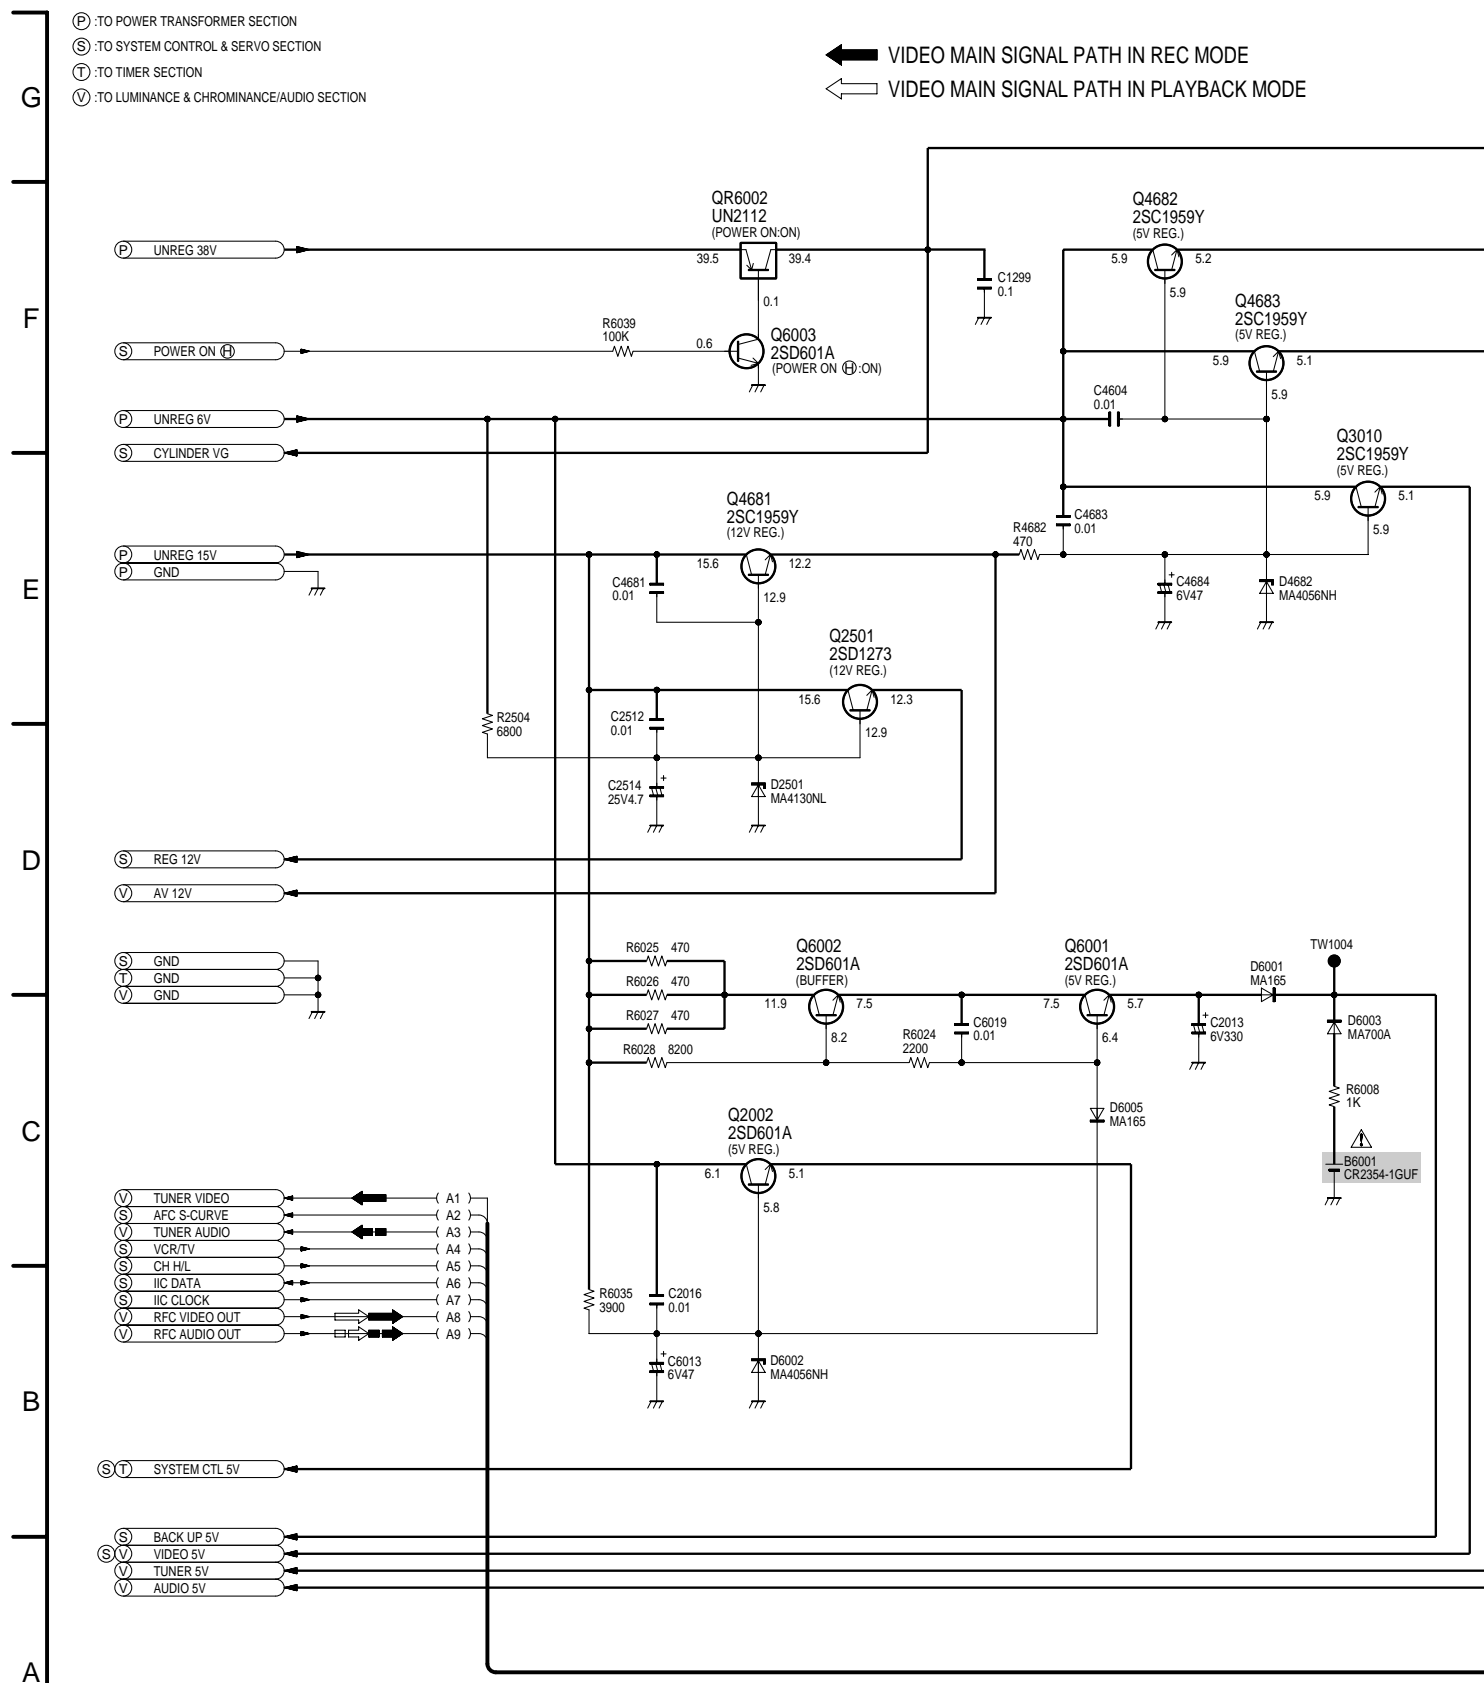 Ⓟ :TO POWER TRANSFORMER SECTION
Ⓢ :TO SYSTEM CONTROL & SERVO SECTION
Ⓣ :TO TIMER SECTION
Ⓥ :TO LUMINANCE & CHROMINANCE/AUDIO SECTION
VIDEO MAIN SIGNAL PATH IN REC MODE
VIDEO MAIN SIGNAL PATH IN PLAYBACK MODE
G
F
E
D
C
B
A
QR6002
UN2112
(POWER ON:ON)
Ⓟ UNREG 38V
39.5
39.4
0.1
C1299
0.1
Q4682
2SC1959Y
(5V REG.)
5.9
5.2
5.9
Q4683
2SC1959Y
(5V REG.)
5.9
5.1
5.9
R6039
100K
Ⓢ POWER ON Ⓗ
0.6
Q6003
2SD601A
(POWER ON Ⓗ:ON)
C4604
0.01
Ⓟ UNREG 6V
Ⓢ CYLINDER VG
Q3010
2SC1959Y
(5V REG.)
5.9
5.1
5.9
Q4681
2SC1959Y
(12V REG.)
C4683
0.01
R4682
470
Ⓟ UNREG 15V
Ⓟ GND
15.6
12.2
12.9
C4681
0.01
+
C4684
6V47
D4682
MA4056NH
Q2501
2SD1273
(12V REG.)
15.6
12.3
12.9
R2504
6800
C2512
0.01
+
C2514
25V4.7
D2501
MA4130NL
Ⓢ REG 12V
Ⓥ AV 12V
Ⓢ GND
Ⓣ GND
Ⓥ GND
R6025 470
R6026 470
R6027 470
R6028 8200
Q6002
2SD601A
(BUFFER)
11.9
7.5
8.2
R6024
2200
C6019
0.01
Q6001
2SD601A
(5V REG.)
7.5
5.7
6.4
+
C2013
6V330
D6001
MA165
TW1004
D6003
MA700A
R6008
1K
B6001
CR2354-1GUF
D6005
MA165
Q2002
2SD601A
(5V REG.)
6.1
5.1
5.8
Ⓥ TUNER VIDEO A1
Ⓢ AFC S-CURVE A2
Ⓥ TUNER AUDIO A3
Ⓢ VCR/TV A4
Ⓢ CH H/L A5
Ⓢ IIC DATA A6
Ⓢ IIC CLOCK A7
Ⓥ RFC VIDEO OUT A8
Ⓥ RFC AUDIO OUT A9
R6035
3900
C2016
0.01
+
C6013
6V47
D6002
MA4056NH
ⓈⓉ SYSTEM CTL 5V
Ⓢ BACK UP 5V
ⓈⓋ VIDEO 5V
Ⓥ TUNER 5V
Ⓥ AUDIO 5V